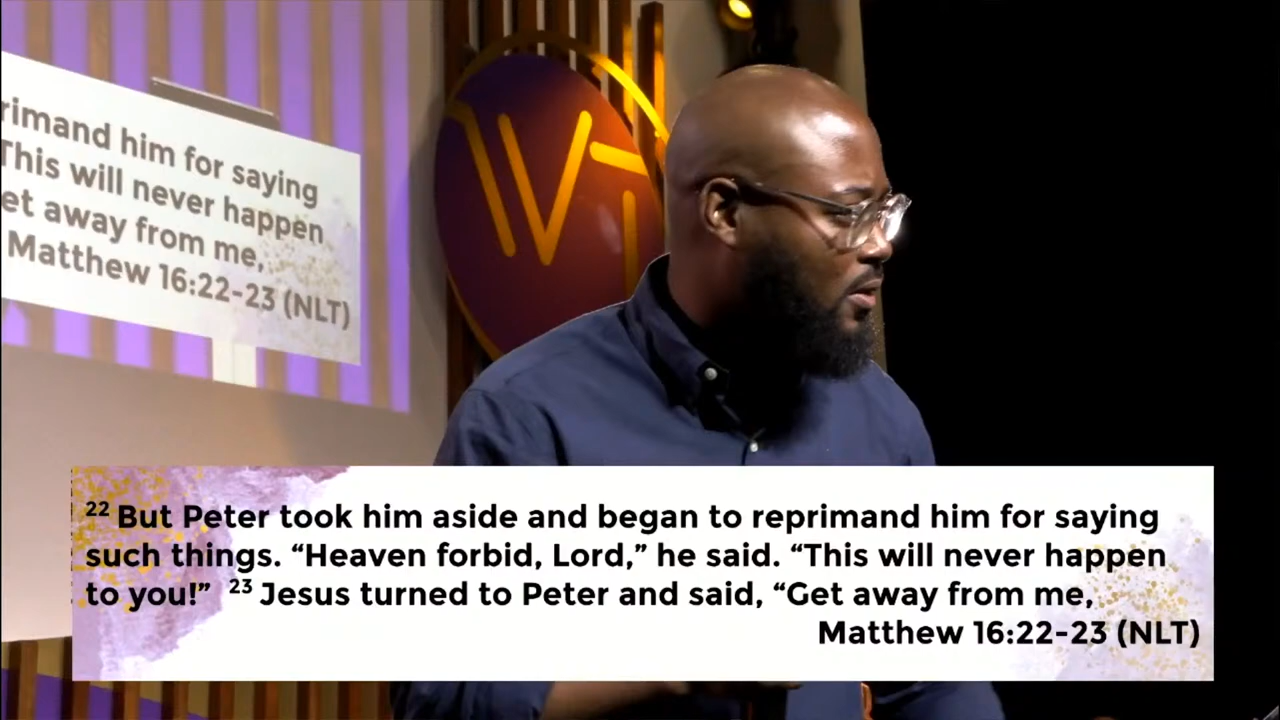 rimand him for saying
This will never happen
et away from me,
Matthew 16:22-23 (NLT)
22 But Peter took him aside and began to reprimand him for saying
such things. “Heaven forbid, Lord,” he said. “This will never happen
to you!” 23 Jesus turned to Peter and said, “Get away from me,
Matthew 16:22-23 (NLT)